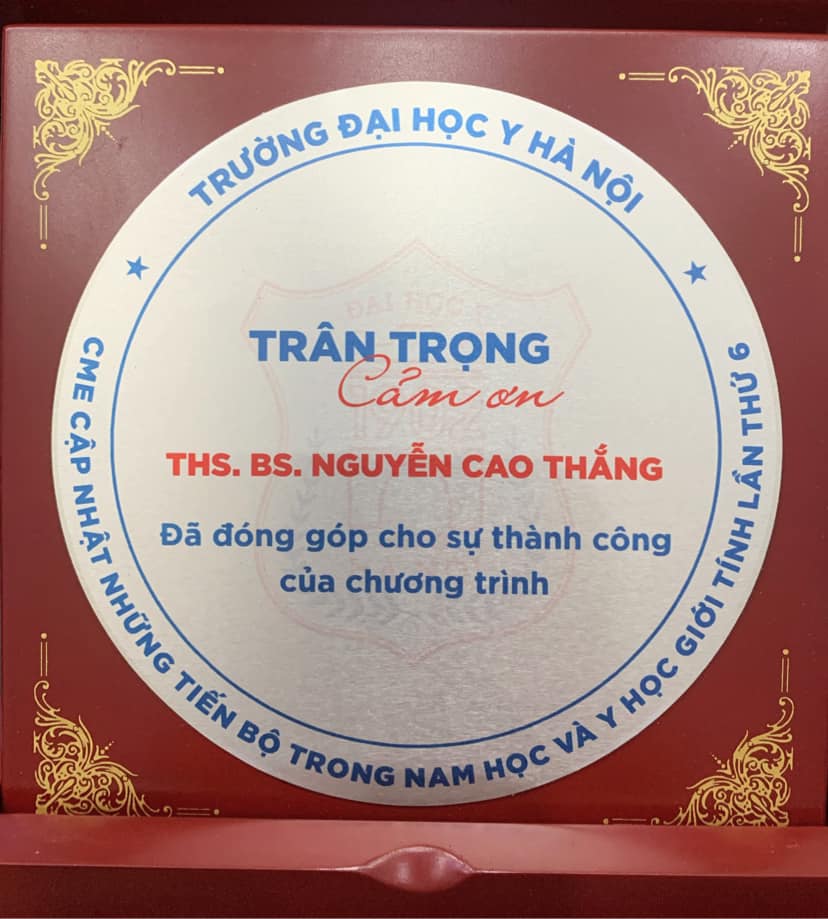 TRƯỜNG ĐẠI HỌC Y HÀ NỘI
TRÂN TRỌNG
Cảm ơn
THS. BS. NGUYỄN CAO THẮNG
Đã đóng góp cho sự thành công
của chương trình
CME CẬP NHẬT NHỮNG TIẾN BỘ TRONG NAM HỌC VÀ Y HỌC GIỚI TÍNH LẦN THỨ 6